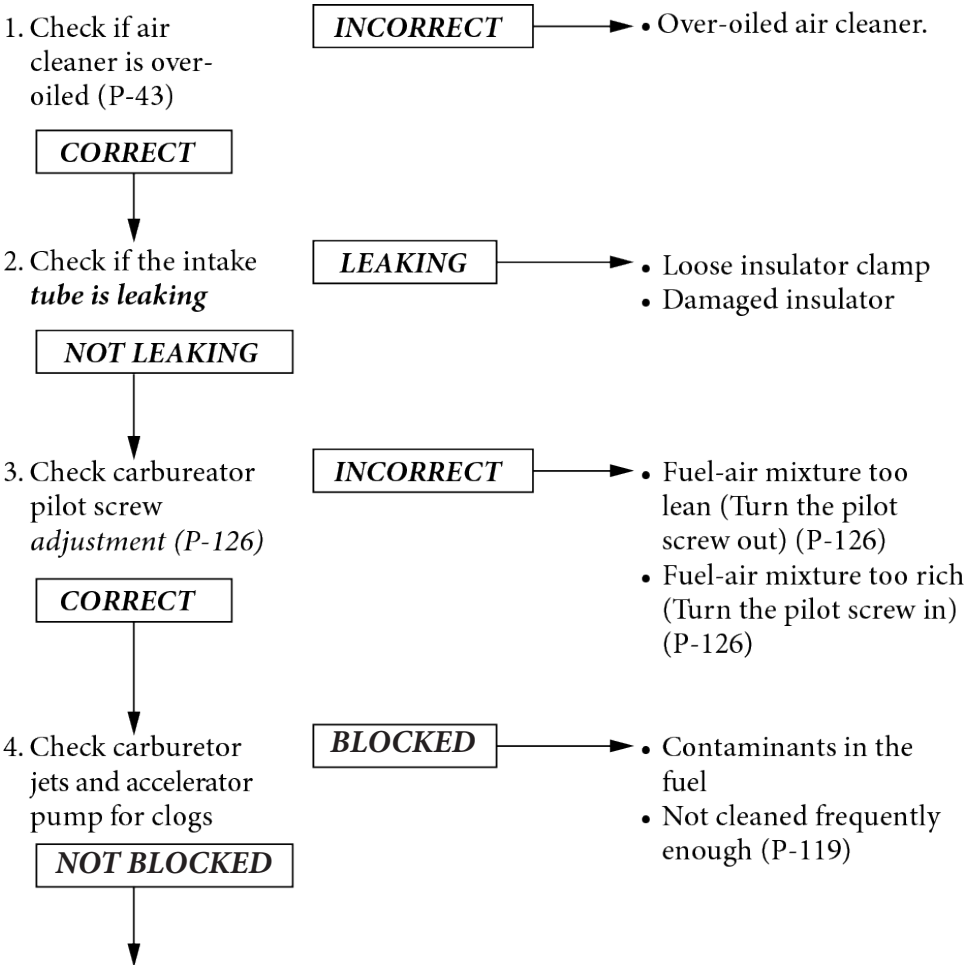 1. Check if air
cleaner is over-
oiled (P-43)
INCORRECT
• Over-oiled air cleaner.
CORRECT
2. Check if the intake
tube is leaking
LEAKING
• Loose insulator clamp
• Damaged insulator
NOT LEAKING
3. Check carbureator
pilot screw
adjustment (P-126)
INCORRECT
• Fuel-air mixture too
lean (Turn the pilot
screw out) (P-126)
• Fuel-air mixture too rich
(Turn the pilot screw in)
(P-126)
CORRECT
4. Check carburetor
jets and accelerator
pump for clogs
BLOCKED
• Contaminants in the
fuel
• Not cleaned frequently
enough (P-119)
NOT BLOCKED